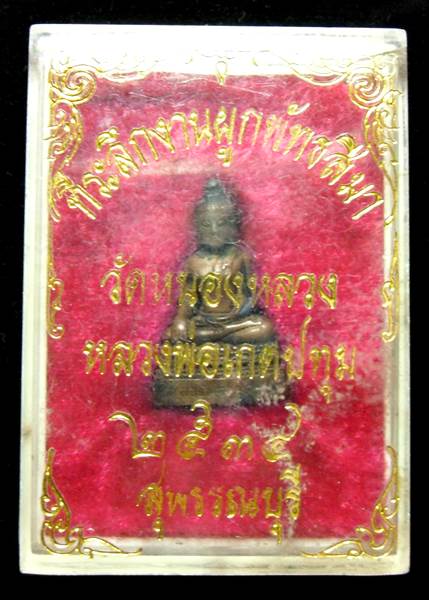 ที่ระลึกงานผูกพัทธสีมา
วัดหนองหลวง
หลวงพ่อเกตุปทุม
๒๕๓๕
สุพรรณบุรี